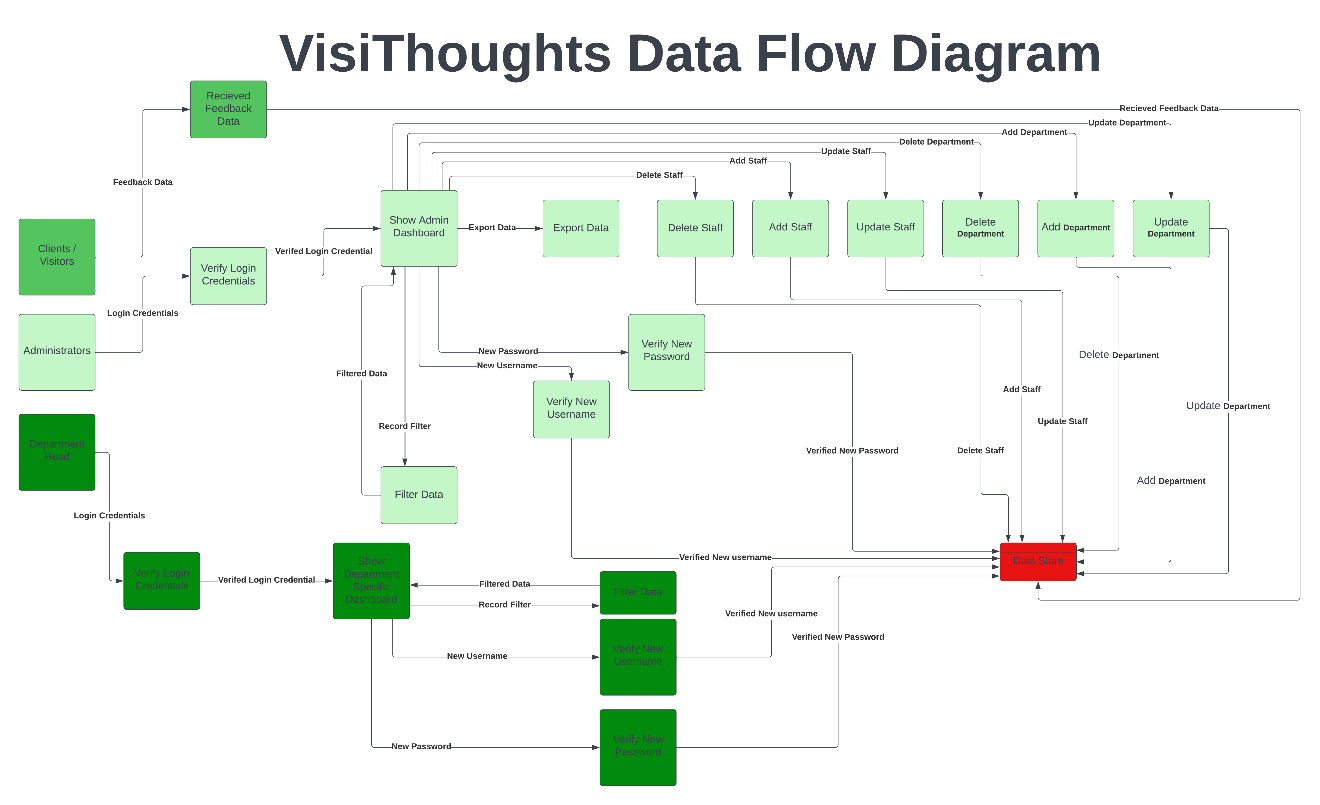 VisiThoughts Data Flow Diagram
Recieved
Feedback
Data
Recieved Feedback Data
Update Department
Add Department
Delete Department
Update Staff
Add Staff
Delete Staff
Feedback Data
Clients /
Visitors
Verify Login
Credentials
Verifed Login Credential
Show Admin
Dashboard
Export Data
Export Data
Delete Staff
Add Staff
Update Staff
Delete
Department
Add Department
Update
Department
Login Credentials
Administrators
New Password
New Username
Verify New
Password
Verify New
Username
Filtered Data
Record Filter
Filter Data
Delete Department
Add Staff
Update Department
Update Staff
Verified New Password
Delete Staff
Add Department
Department
Head
Login Credentials
Verify Login
Credentials
Verifed Login Credential
Show
Department
Specific
Dashboard
Filtered Data
Record Filter
Filter Data
Verified New username
Data Store
Verified New username
Verified New Password
New Username
Verify New
Username
New Password
Verify New
Password